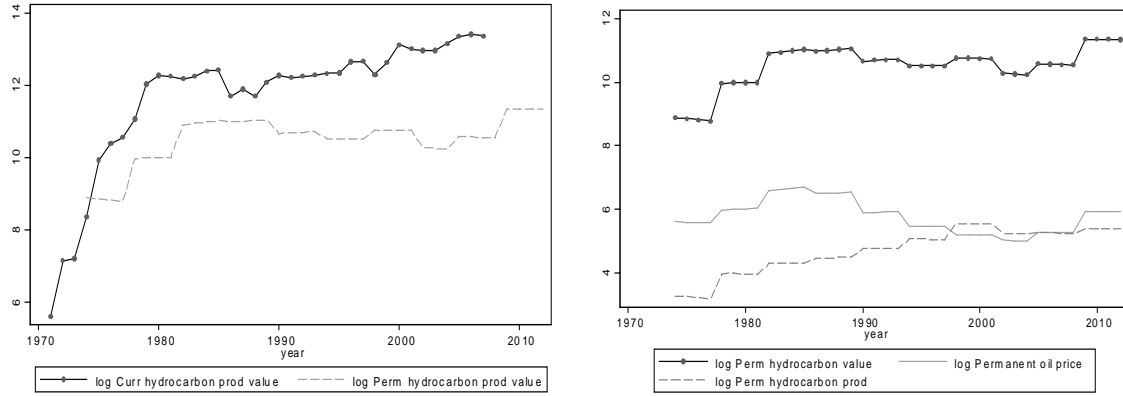 14
12
10
8
6
1970 1980 1990 2000 2010
year
log Curr hydrocarbon prod value log Perm hydrocarbon prod value
12
10
8
6
4
1970 1980 1990 2000 2010
year
log Perm hydrocarbon value log Permanent oil price
log Perm hydrocarbon prod